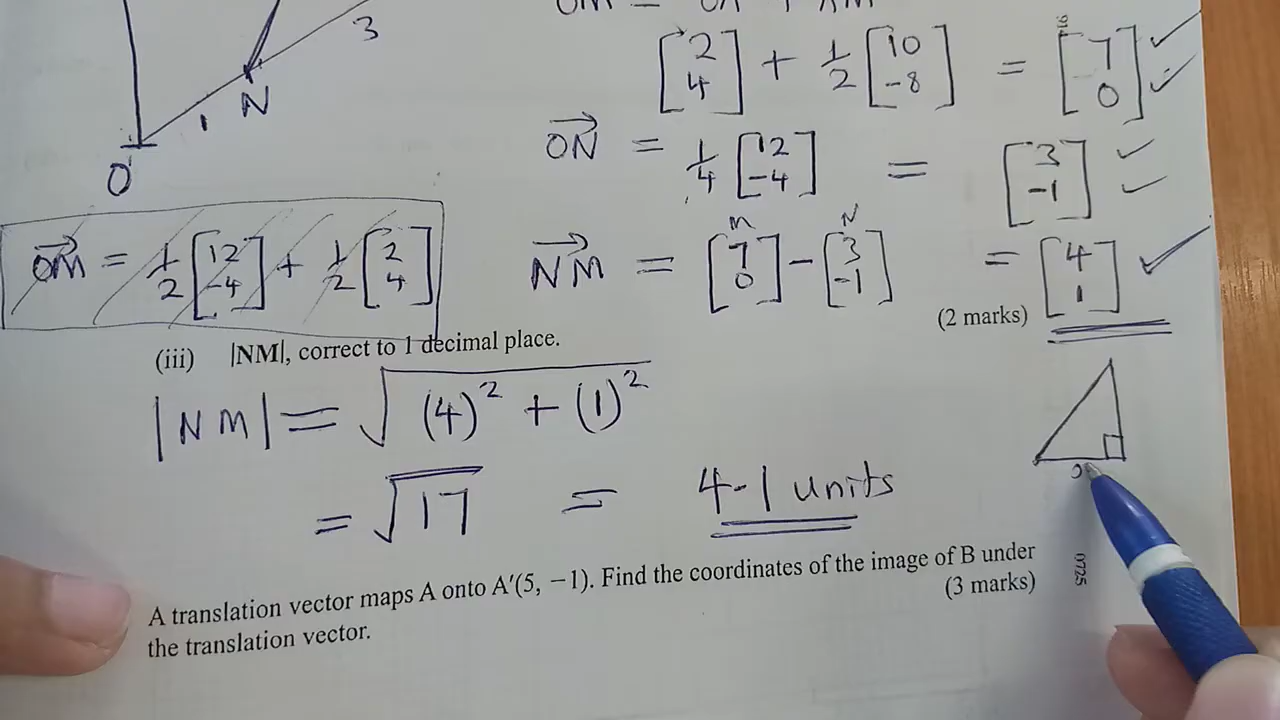 3
1 N
O
[2 4] + 1/2 [10 -8] = [7 0] ✓ ✓
ON = 1/4 [12 -4] = [3 -1] ✓ ✓
OM = 1/2 [12 -4] + 1/2 [2 4]
M N
NM = [7 0] - [3 -1] = [4 1] ✓
(2 marks)
(iii) |NM|, correct to 1 decimal place.
|NM| = √(4)² + (1)²
= √17 = 4.1 units
A translation vector maps A onto A′(5, −1). Find the coordinates of the image of B under
the translation vector. (3 marks)
0725